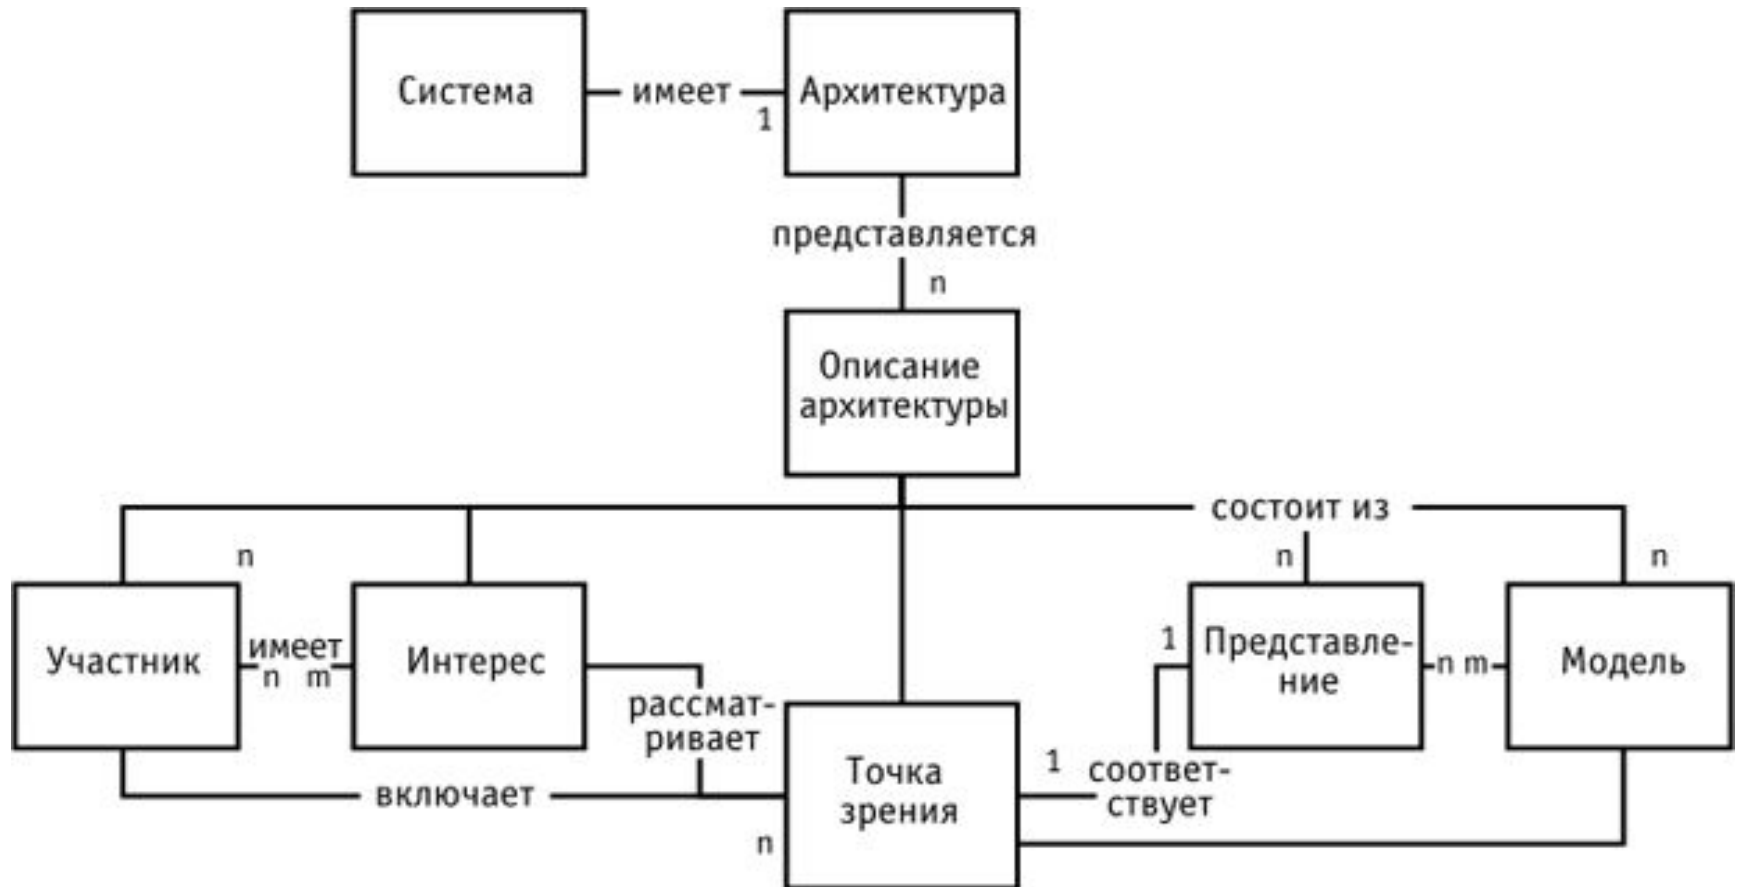 Система
имеет
1
Архитектура
представляется
n
Описание
архитектуры
состоит из
n
n
n
Участник
имеет
n m
Интерес
1
Представле-
ние
n m
Модель
рассмат-
ривает
включает
n
Точка
зрения
1
соответ-
ствует